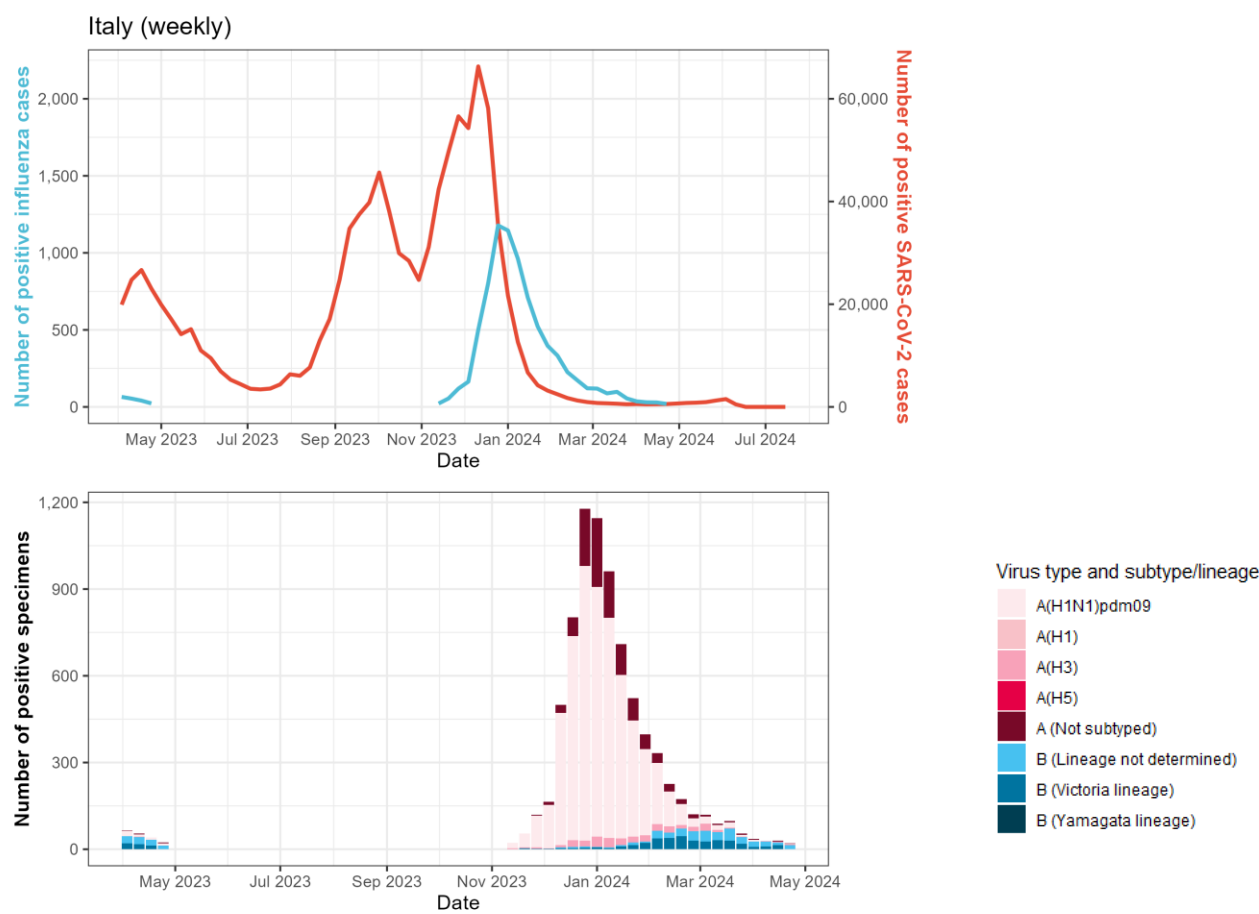 Italy (weekly)
Number of positive influenza cases
2,000
1,500
1,000
500
0
60,000
40,000
20,000
0
Number of positive SARS-CoV-2 cases
May 2023 Jul 2023 Sep 2023 Nov 2023 Jan 2024 Mar 2024 May 2024 Jul 2024
Date
Number of positive specimens
1,200
900
600
300
0
May 2023 Jul 2023 Sep 2023 Nov 2023 Jan 2024 Mar 2024 May 2024
Date
Virus type and subtype/lineage
A(H1N1)pdm09
A(H1)
A(H3)
A(H5)
A (Not subtyped)
B (Lineage not determined)
B (Victoria lineage)
B (Yamagata lineage)